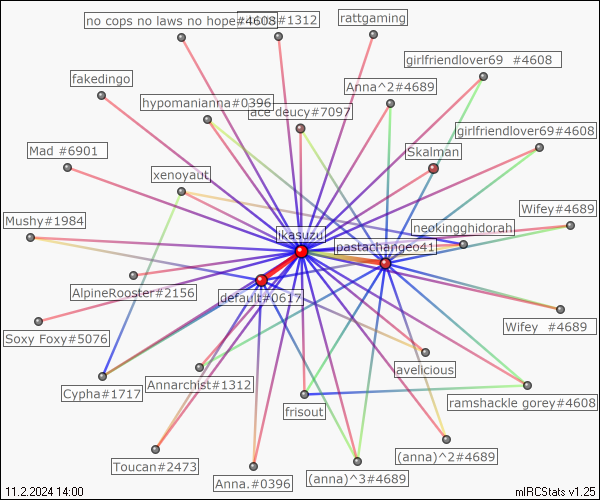 no cops no laws no hope#4608
#1312
rattgaming
girlfriendlover69  #4608
fakedingo
Anna^2#4689
hypomanianna#0396
ace deucy#7097
girlfriendlover69#4608
Mad #6901
Skalman
xenoyaut
Wifey#4689
Mushy#1984
neokingghidorah
ikasuzu
pastachangeo41
AlpineRooster#2156
default#0617
Soxy Foxy#5076
Wifey  #4689
avelicious
Cypha#1717
Annarchist#1312
frisout
ramshackle gorey#4608
(anna)^2#4689
Toucan#2473
Anna.#0396
(anna)^3#4689
11.2.2024 14:00
mIRCStats v1.25